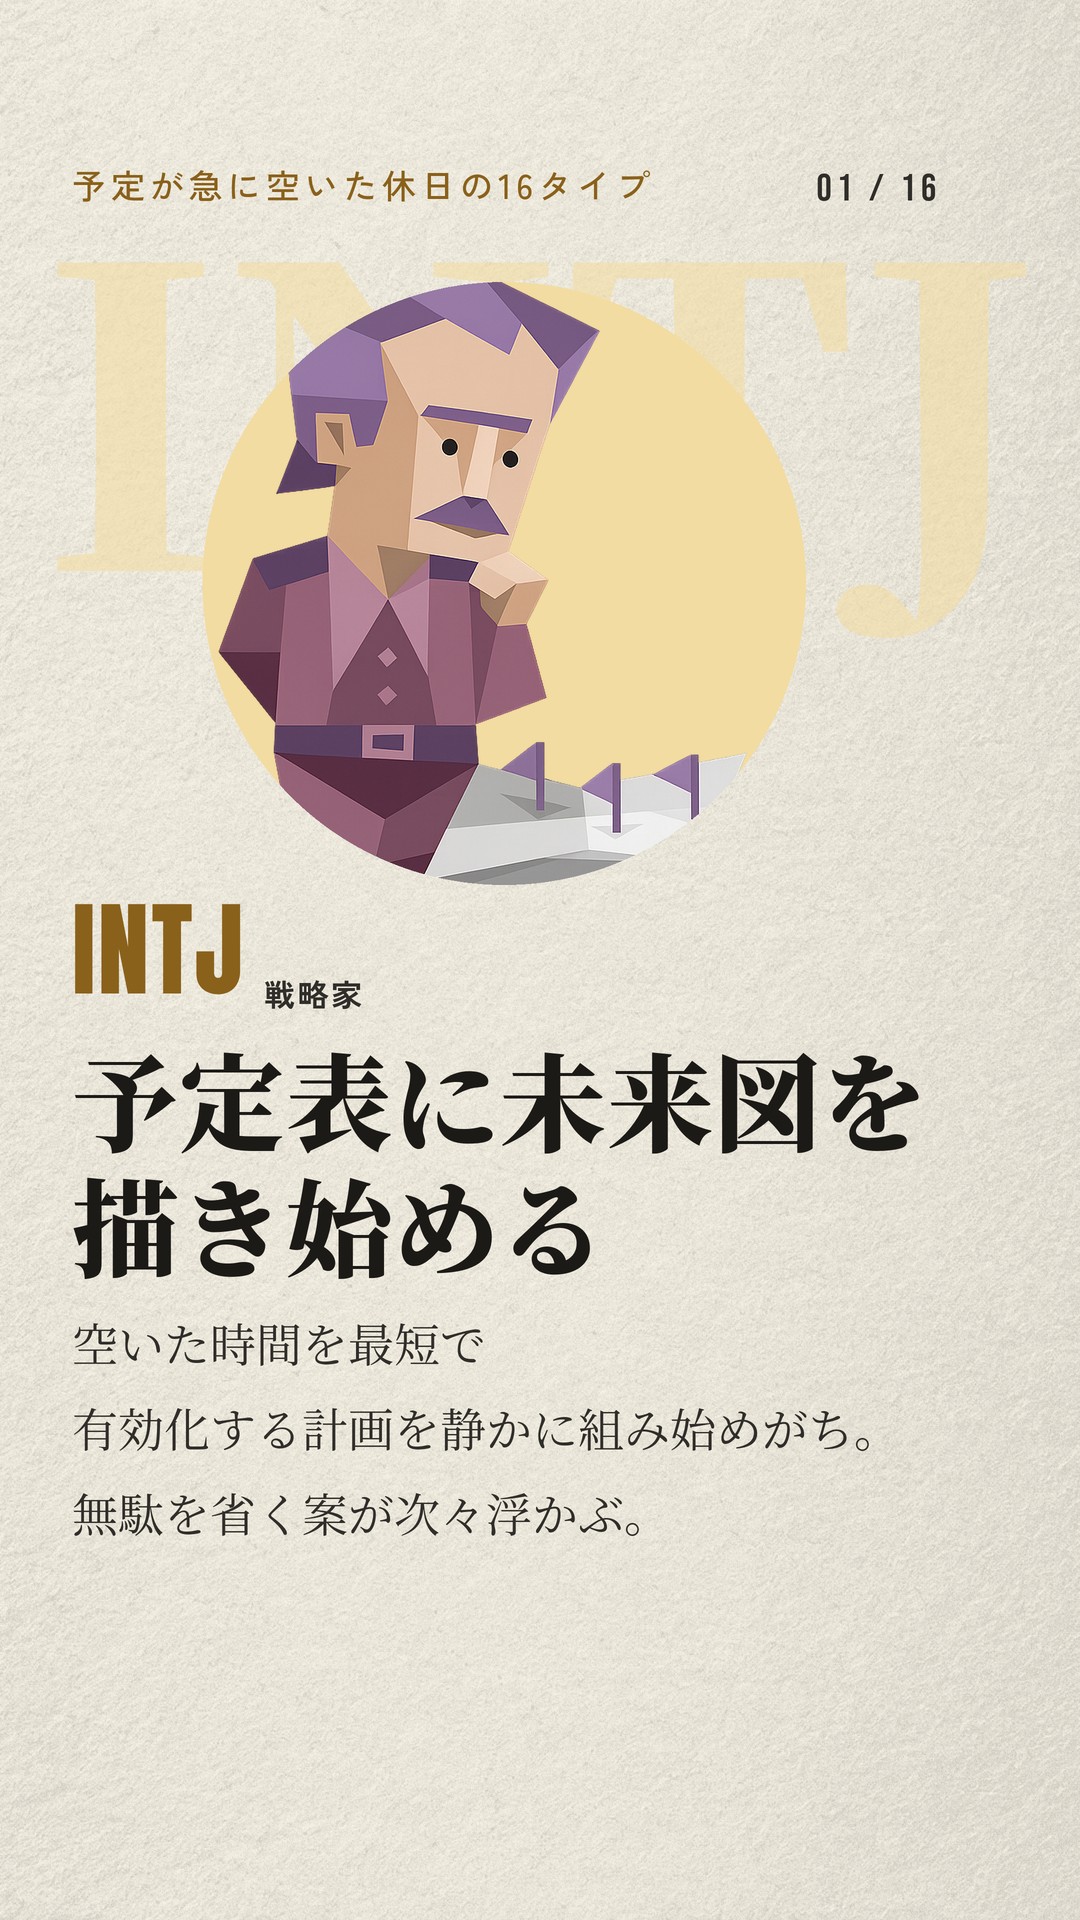 予定が急に空いた休日の16タイプ
01 / 16
INTJ
INTJ
戦略家
予定表に未来図を
描き始める
空いた時間を最短で
有効化する計画を静かに組み始めがち。
無駄を省く案が次々浮かぶ。